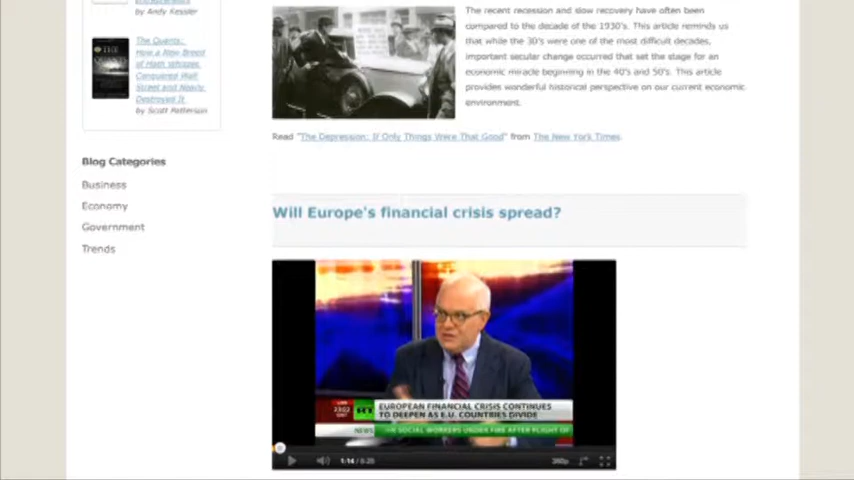 by Andy Kessler
The Quants:
How a New Breed
of Math Whizzes
Conquered Wall
Street and Nearly
Destroyed It
by Scott Patterson
Blog Categories
Business
Economy
Government
Trends
The recent recession and slow recovery have often been
compared to the decade of the 1930's. This article reminds us
that while the 30's were one of the most difficult decades,
important secular change occurred that set the stage for an
economic miracle beginning in the 40's and 50's. This article
provides wonderful historical perspective on our current economic
environment.
Read "The Depression: If Only Things Were That Good" from The New York Times.
Will Europe's financial crisis spread?
LIVE
2302
RT
EUROPEAN FINANCIAL CRISIS CONTINUES
TO DEEPEN AS E.U. COUNTRIES DIVIDE
NEWS
SOCIAL WORKERS UNDER FIRE AFTER FLIGHT OF
1:14 / 6:20
360p